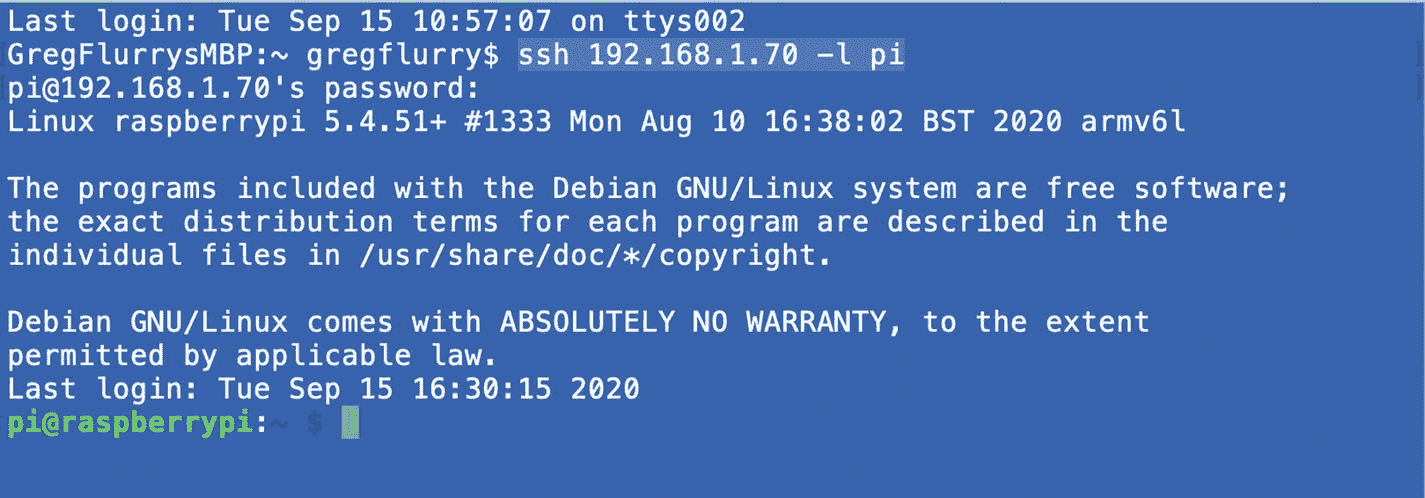 Last login: Tue Sep 15 10:57:07 on ttys002
GregFlurrysMBP:~ gregflurry$ ssh 192.168.1.70 -l pi
pi@192.168.1.70's password:
Linux raspberrypi 5.4.51+ #1333 Mon Aug 10 16:38:02 BST 2020 armv6l
The programs included with the Debian GNU/Linux system are free software;
the exact distribution terms for each program are described in the
individual files in /usr/share/doc/*/copyright.
Debian GNU/Linux comes with ABSOLUTELY NO WARRANTY, to the extent
permitted by applicable law.
Last login: Tue Sep 15 16:30:15 2020
pi@raspberrypi:~ $